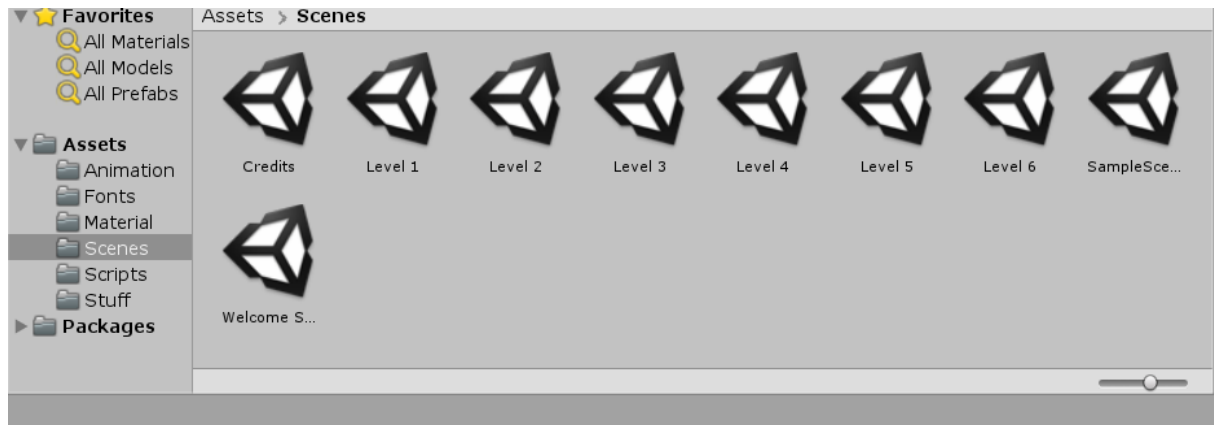 Favorites
All Materials
All Models
All Prefabs
Assets
Animation
Fonts
Material
Scenes
Scripts
Stuff
Packages
Assets > Scenes
Credits
Level 1
Level 2
Level 3
Level 4
Level 5
Level 6
SampleSce...
Welcome S...